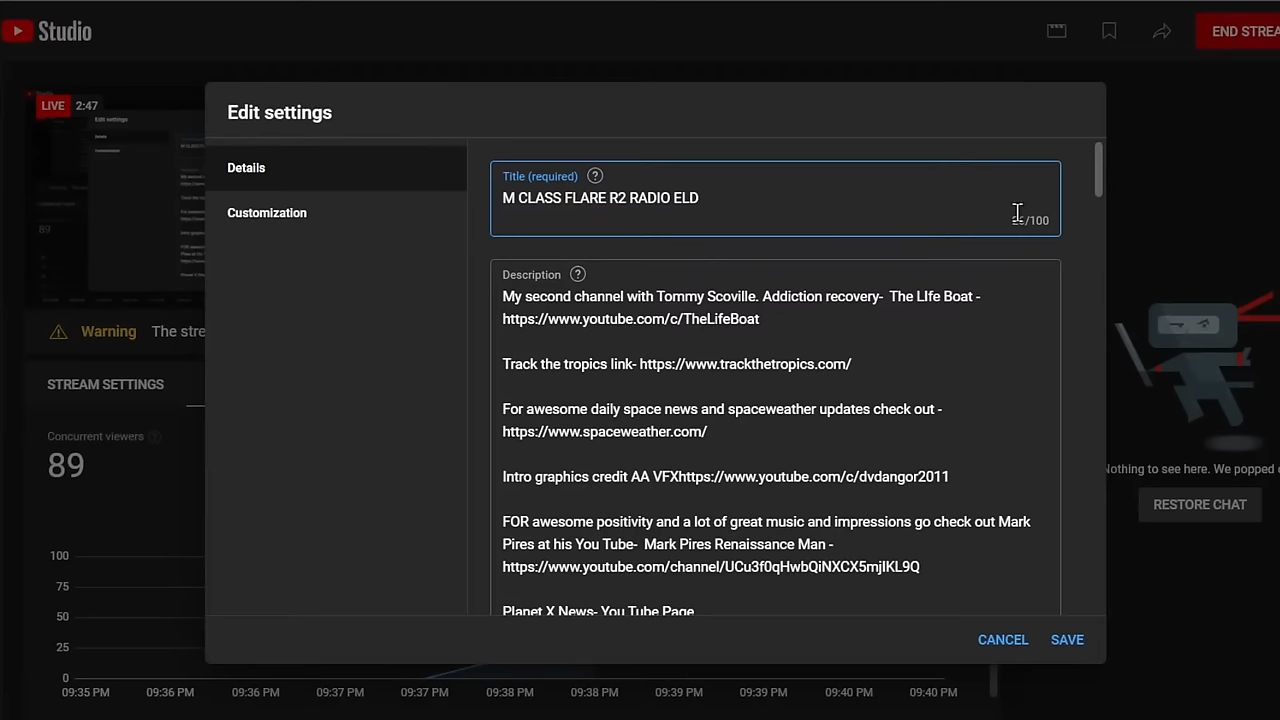 Studio
END STREA
LIVE 2:47
Edit settings
Details
Customization
Title (required)
M CLASS FLARE R2 RADIO ELD
/100
Description
My second channel with Tommy Scoville. Addiction recovery- The LIfe Boat -
https://www.youtube.com/c/TheLifeBoat
Track the tropics link- https://www.trackthetropics.com/
For awesome daily space news and spaceweather updates check out -
https://www.spaceweather.com/
Intro graphics credit AA VFXhttps://www.youtube.com/c/dvdangor2011
FOR awesome positivity and a lot of great music and impressions go check out Mark
Pires at his You Tube- Mark Pires Renaissance Man -
https://www.youtube.com/channel/UCu3f0qHwbQiNXCX5mjIKL9Q
Planet X News- You Tube Page
CANCEL SAVE
Warning The stre
STREAM SETTINGS
Concurrent viewers
89
100
75
50
25
0
09:35 PM 09:36 PM 09:36 PM 09:37 PM 09:37 PM 09:38 PM 09:38 PM 09:39 PM 09:39 PM 09:40 PM 09:40 PM
Nothing to see here. We popped
RESTORE CHAT